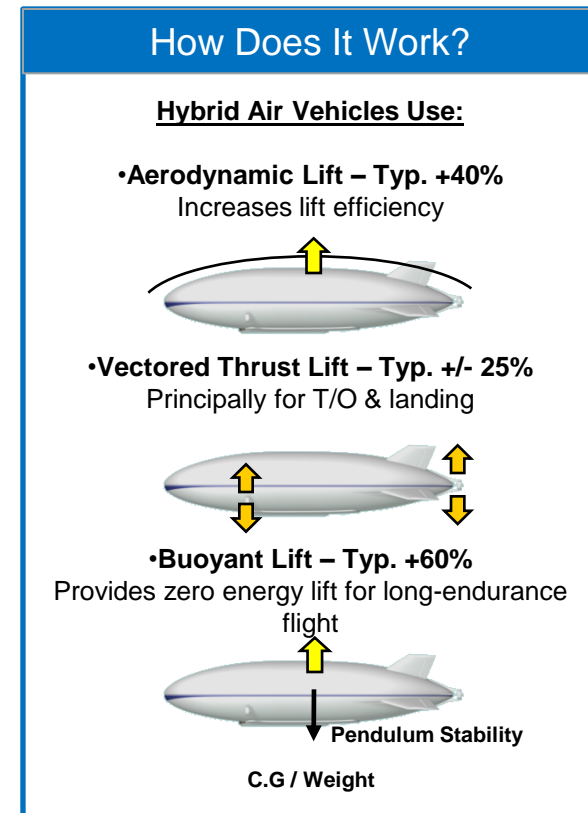 How Does It Work?
Hybrid Air Vehicles Use:
•Aerodynamic Lift – Typ. +40%
Increases lift efficiency
•Vectored Thrust Lift – Typ. +/- 25%
Principally for T/O & landing
•Buoyant Lift – Typ. +60%
Provides zero energy lift for long-endurance
flight
Pendulum Stability
C.G / Weight